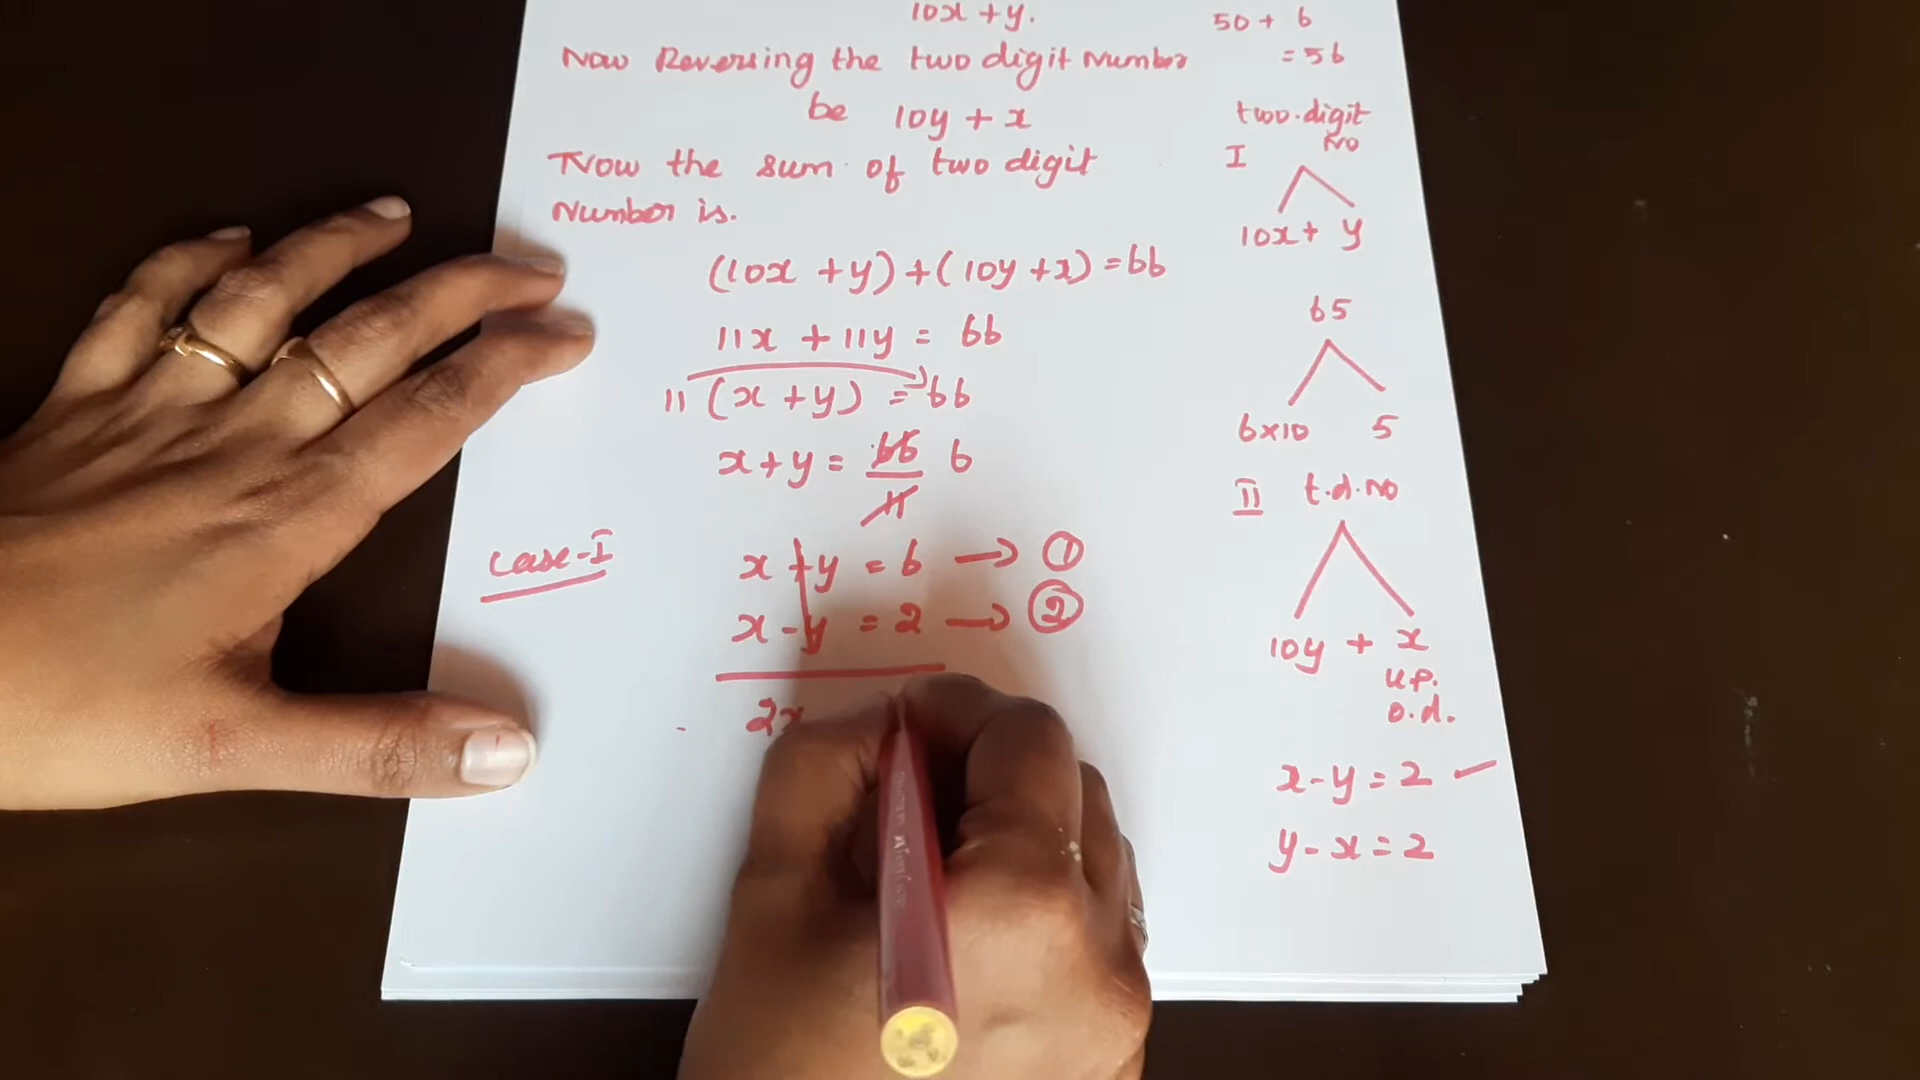 10x + y.
Now Reversing the two digit Number
be 10y + x
Now the sum of two digit
Number is.
(10x + y) + (10y + x) = 66
11x + 11y = 66
11 (x + y) = 66
x + y = 66/11 6
Case-I
x + y = 6 → ①
x - y = 2 → ②
2x
50 + 6
= 56
two.digit
No
I
10x + y
65
6x10 5
II t.d.no
10y + x
u.p.
o.d.
x - y = 2
y - x = 2